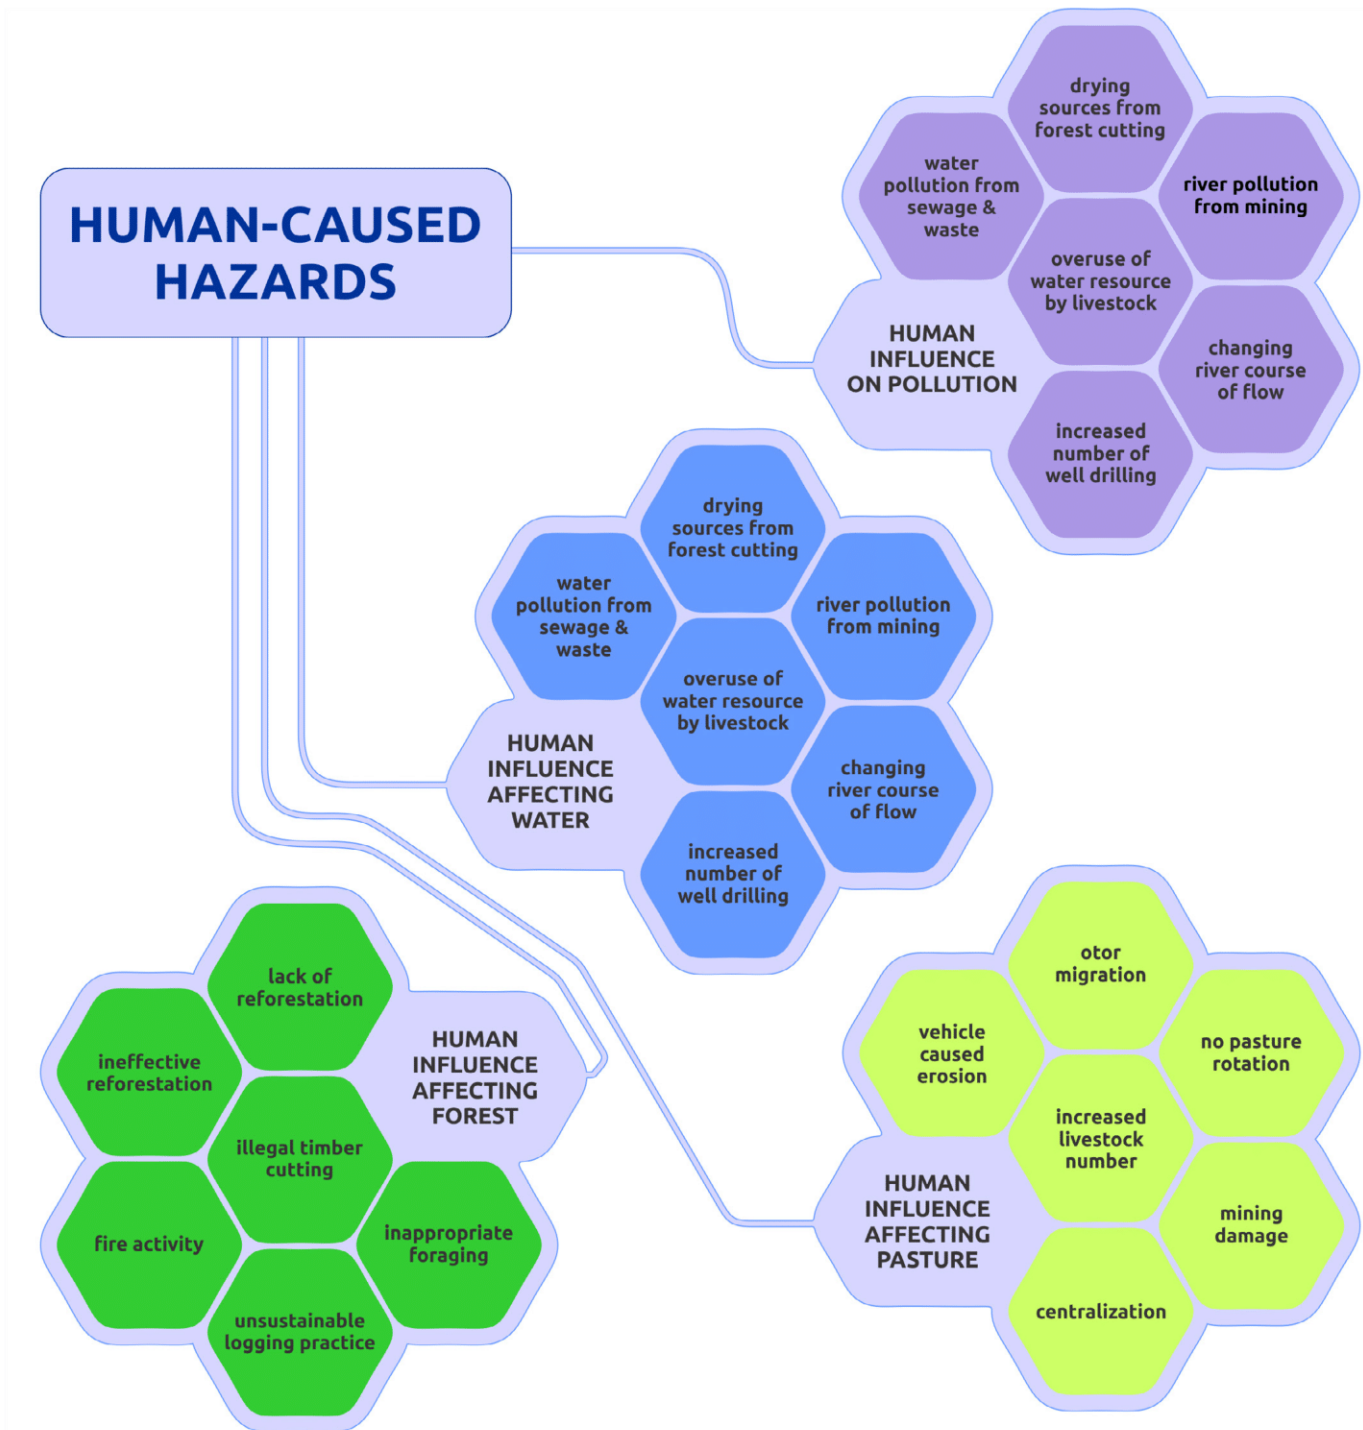 HUMAN-CAUSED
HAZARDS
drying
sources from
forest cutting
water
pollution from
sewage &
waste
river pollution
from mining
overuse of
water resource
by livestock
HUMAN
INFLUENCE
ON POLLUTION
changing
river course
of flow
increased
number of
well drilling
drying
sources from
forest cutting
water
pollution from
sewage &
waste
river pollution
from mining
overuse of
water resource
by livestock
HUMAN
INFLUENCE
AFFECTING
WATER
changing
river course
of flow
increased
number of
well drilling
lack of
reforestation
HUMAN
INFLUENCE
AFFECTING
FOREST
ineffective
reforestation
illegal timber
cutting
fire activity
inappropriate
foraging
unsustainable
logging practice
otor
migration
vehicle
caused
erosion
no pasture
rotation
increased
livestock
number
HUMAN
INFLUENCE
AFFECTING
PASTURE
mining
damage
centralization